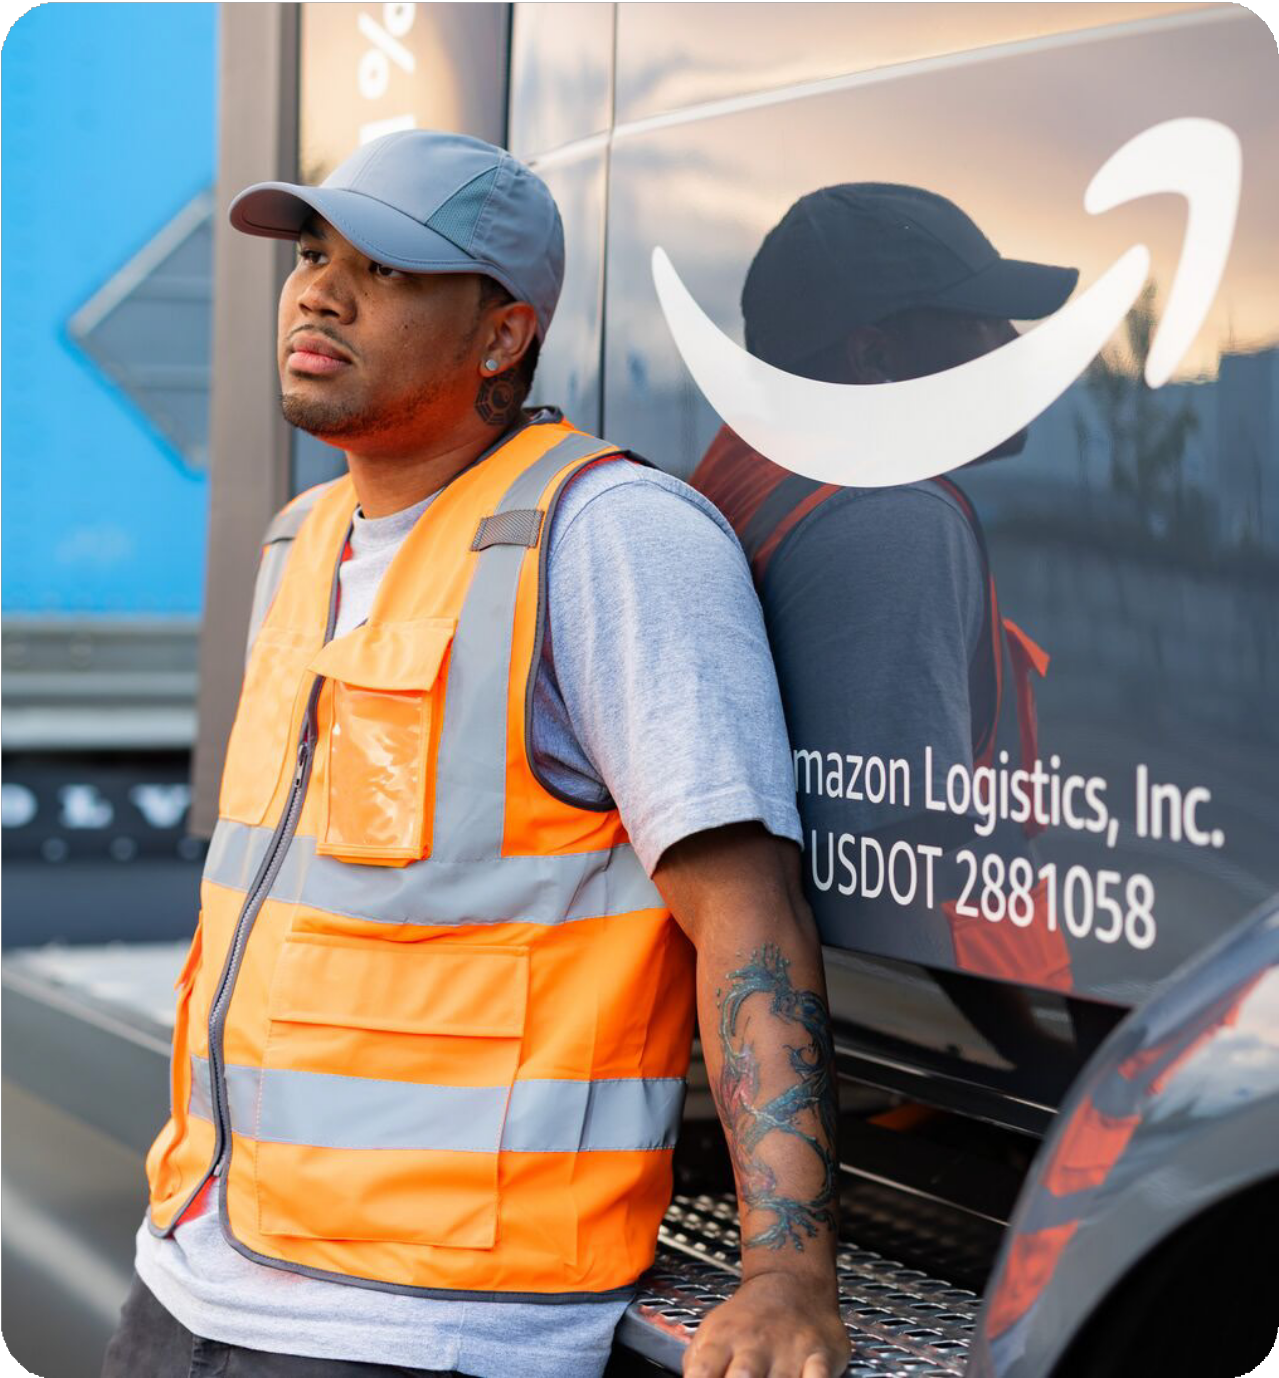 %
mazon Logistics, Inc.
USDOT 2881058